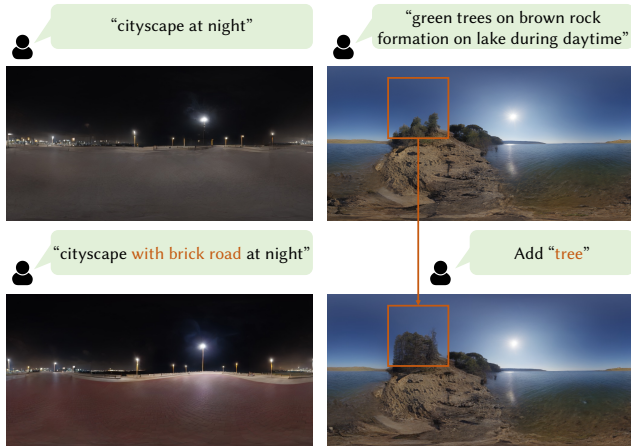 “cityscape at night”
“green trees on brown rock
formation on lake during daytime”
“cityscape with brick road at night”
Add “tree”